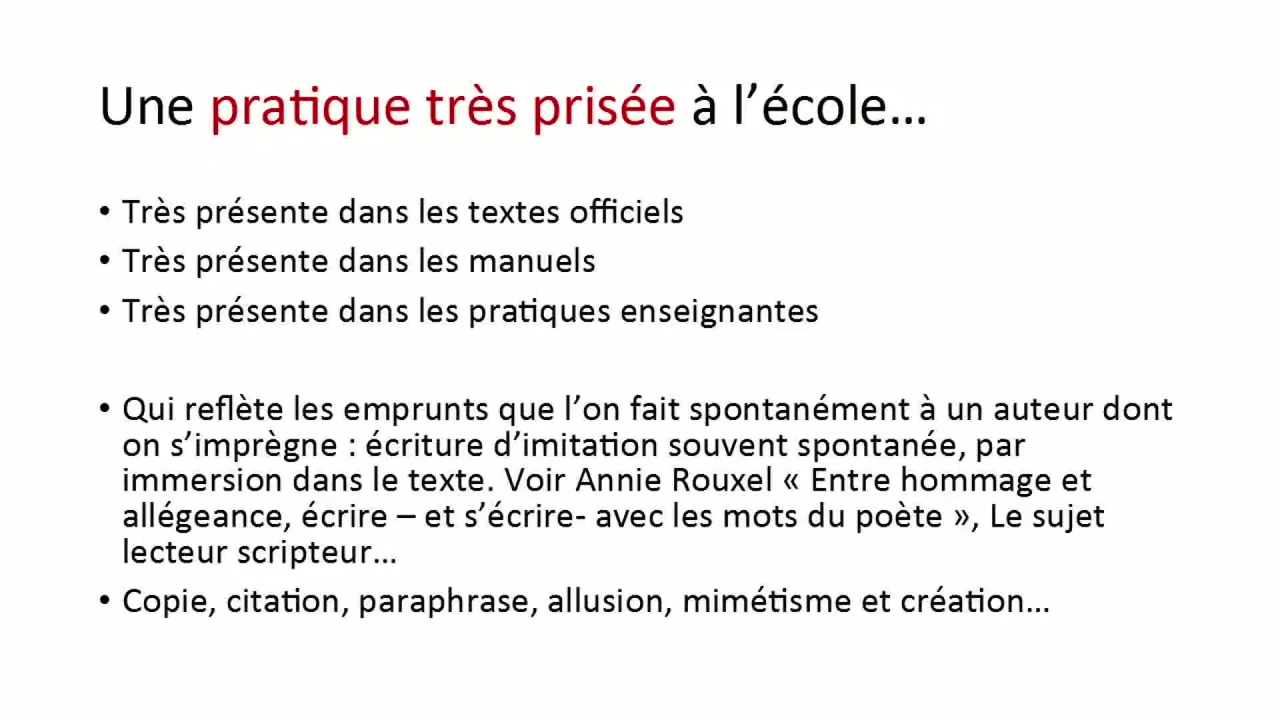 Une pratique très prisée à l’école…
• Très présente dans les textes officiels
• Très présente dans les manuels
• Très présente dans les pratiques enseignantes
• Qui reflète les emprunts que l’on fait spontanément à un auteur dont
on s’imprègne : écriture d’imitation souvent spontanée, par
immersion dans le texte. Voir Annie Rouxel « Entre hommage et
allégeance, écrire – et s’écrire- avec les mots du poète », Le sujet
lecteur scripteur…
• Copie, citation, paraphrase, allusion, mimétisme et création…